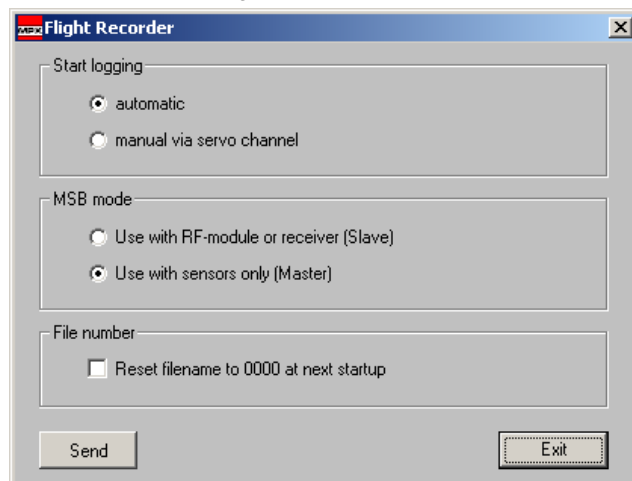 MPX Flight Recorder
Start logging
automatic
manual via servo channel
MSB mode
Use with RF-module or receiver (Slave)
Use with sensors only (Master)
File number
Reset filename to 0000 at next startup
Send Exit